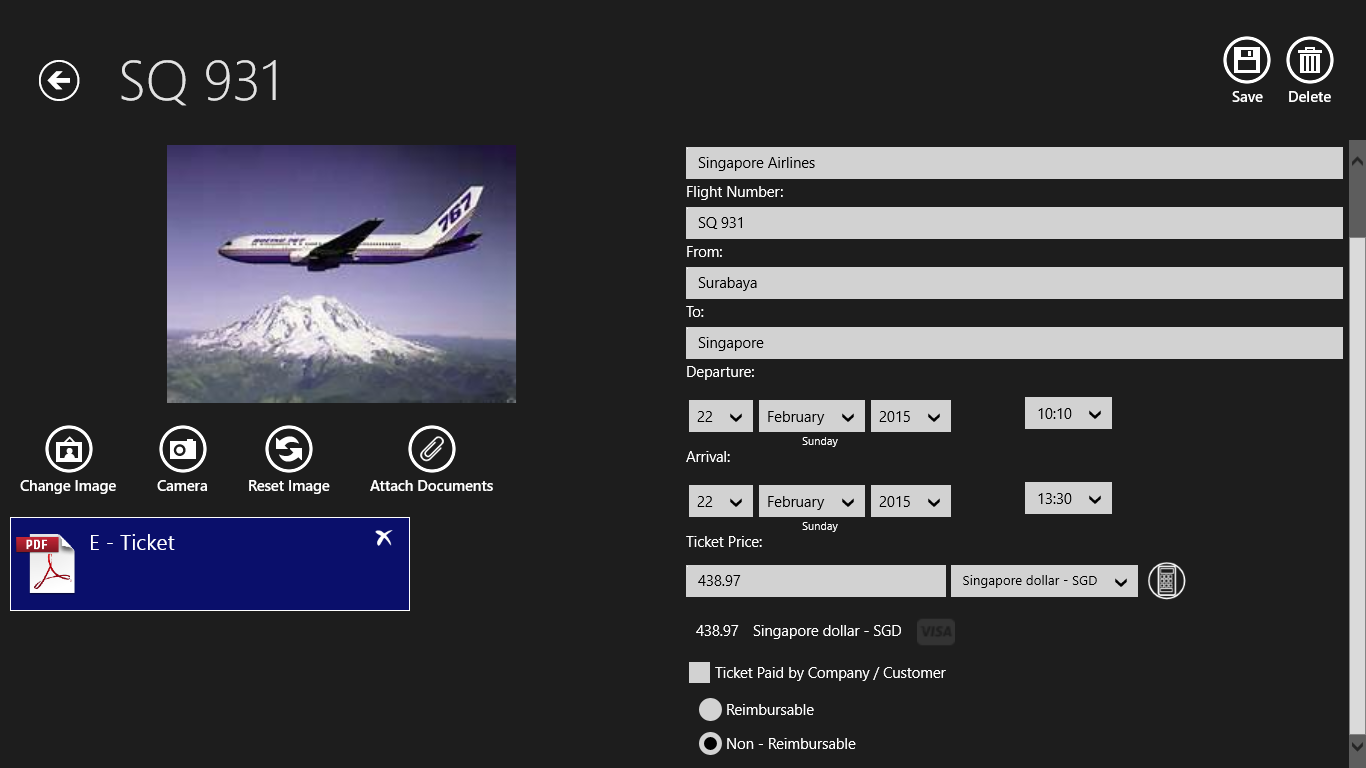 SQ 931
Save
Delete
767
BOEING JET
Change Image
Camera
Reset Image
Attach Documents
PDF
E - Ticket
Singapore Airlines
Flight Number:
SQ 931
From:
Surabaya
To:
Singapore
Departure:
22 February 2015 10:10
Sunday
Arrival:
22 February 2015 13:30
Sunday
Ticket Price:
438.97 Singapore dollar - SGD
438.97 Singapore dollar - SGD VISA
Ticket Paid by Company / Customer
Reimbursable
Non - Reimbursable